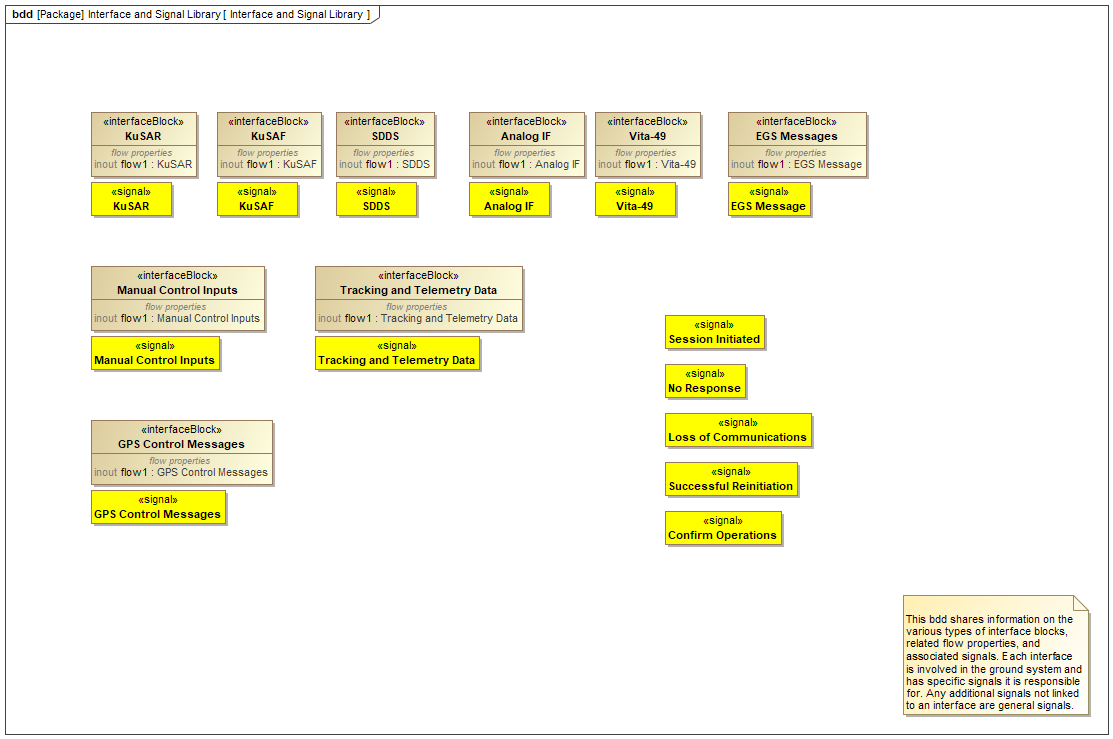 bdd [Package] Interface and Signal Library [ Interface and Signal Library ]
«interfaceBlock»
KuSAR
flow properties
inout flow1 : KuSAR
«signal»
KuSAR
«interfaceBlock»
KuSAF
flow properties
inout flow1 : KuSAF
«signal»
KuSAF
«interfaceBlock»
SDDS
flow properties
inout flow1 : SDDS
«signal»
SDDS
«interfaceBlock»
Analog IF
flow properties
inout flow1 : Analog IF
«signal»
Analog IF
«interfaceBlock»
Vita-49
flow properties
inout flow1 : Vita-49
«signal»
Vita-49
«interfaceBlock»
EGS Messages
flow properties
inout flow1 : EGS Message
«signal»
EGS Message
«interfaceBlock»
Manual Control Inputs
flow properties
inout flow1 : Manual Control Inputs
«signal»
Manual Control Inputs
«interfaceBlock»
Tracking and Telemetry Data
flow properties
inout flow1 : Tracking and Telemetry Data
«signal»
Tracking and Telemetry Data
«interfaceBlock»
GPS Control Messages
flow properties
inout flow1 : GPS Control Messages
«signal»
GPS Control Messages
«signal»
Session Initiated
«signal»
No Response
«signal»
Loss of Communications
«signal»
Successful Reinitiation
«signal»
Confirm Operations
This bdd shares information on the
various types of interface blocks,
related flow properties, and
associated signals. Each interface
is involved in the ground system and
has specific signals it is responsible
for. Any additional signals not linked
to an interface are general signals.